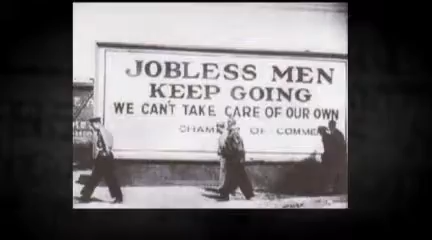 JOBLESS MEN
KEEP GOING
WE CAN'T TAKE CARE OF OUR OWN
OF